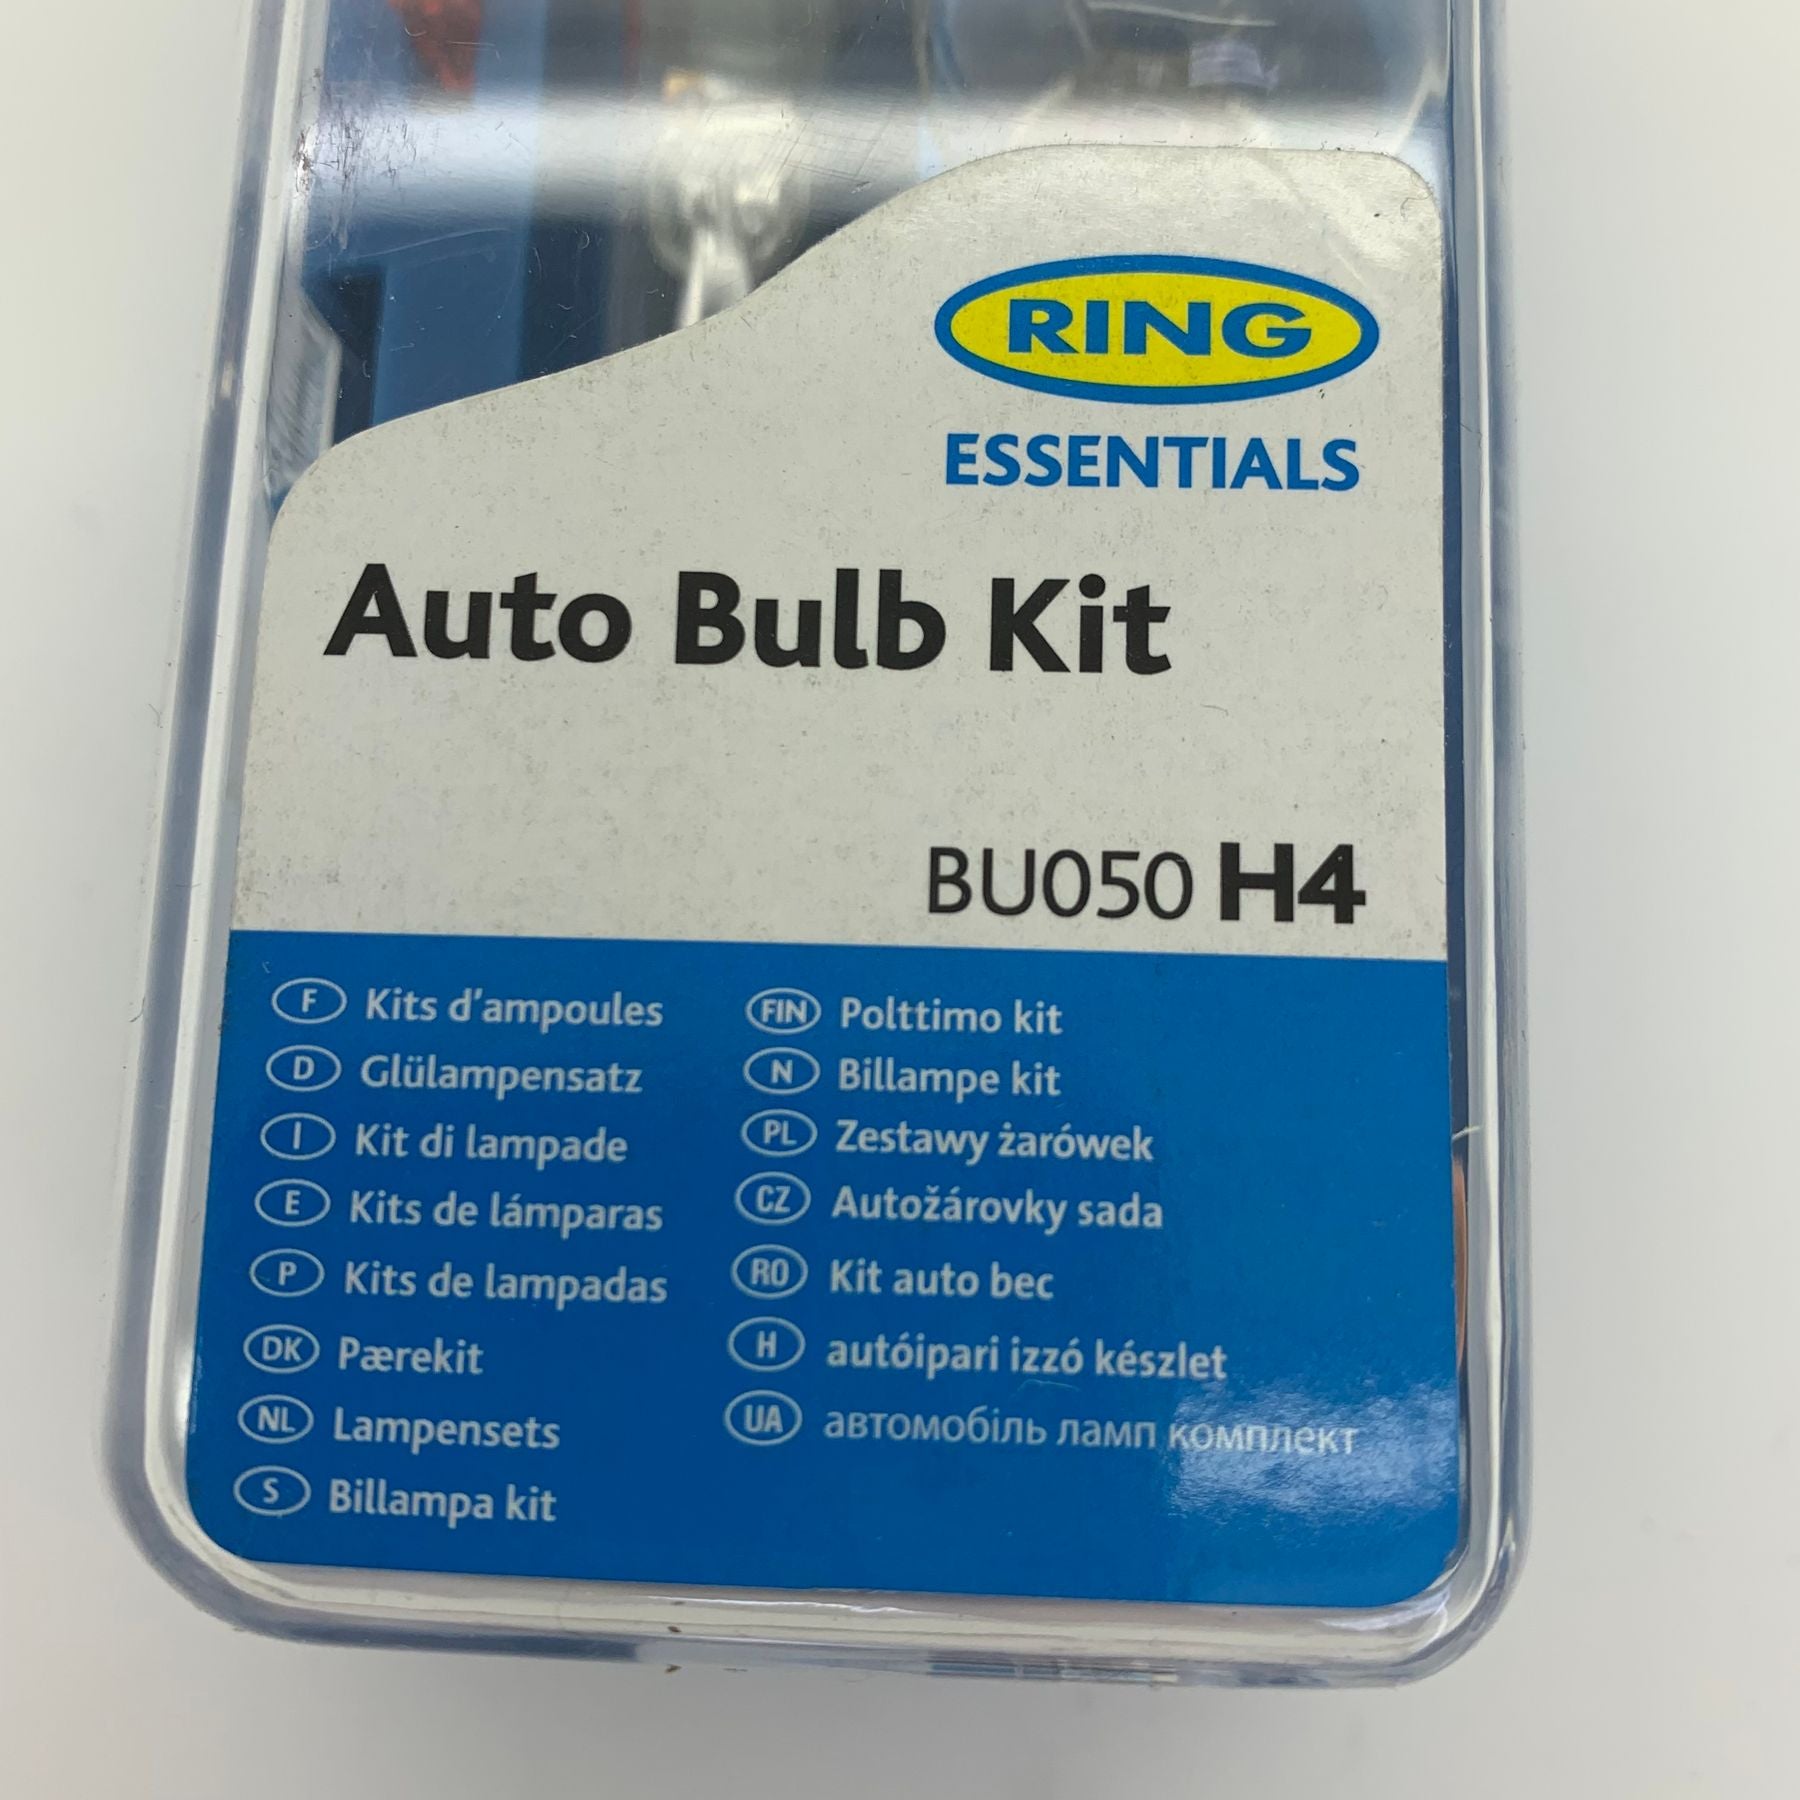 RING
ESSENTIALS
Auto Bulb Kit
BU050 H4
F Kits d'ampoules
D Glülampensatz
I Kit di lampade
E Kits de lámparas
P Kits de lampadas
DK Pærekit
NL Lampensets
S Billampa kit
FIN Polttimo kit
N Billampe kit
PL Zestawy żarówek
CZ Autožárovky sada
RO Kit auto bec
H autóipari izzó készlet
UA автомобіль ламп комплект